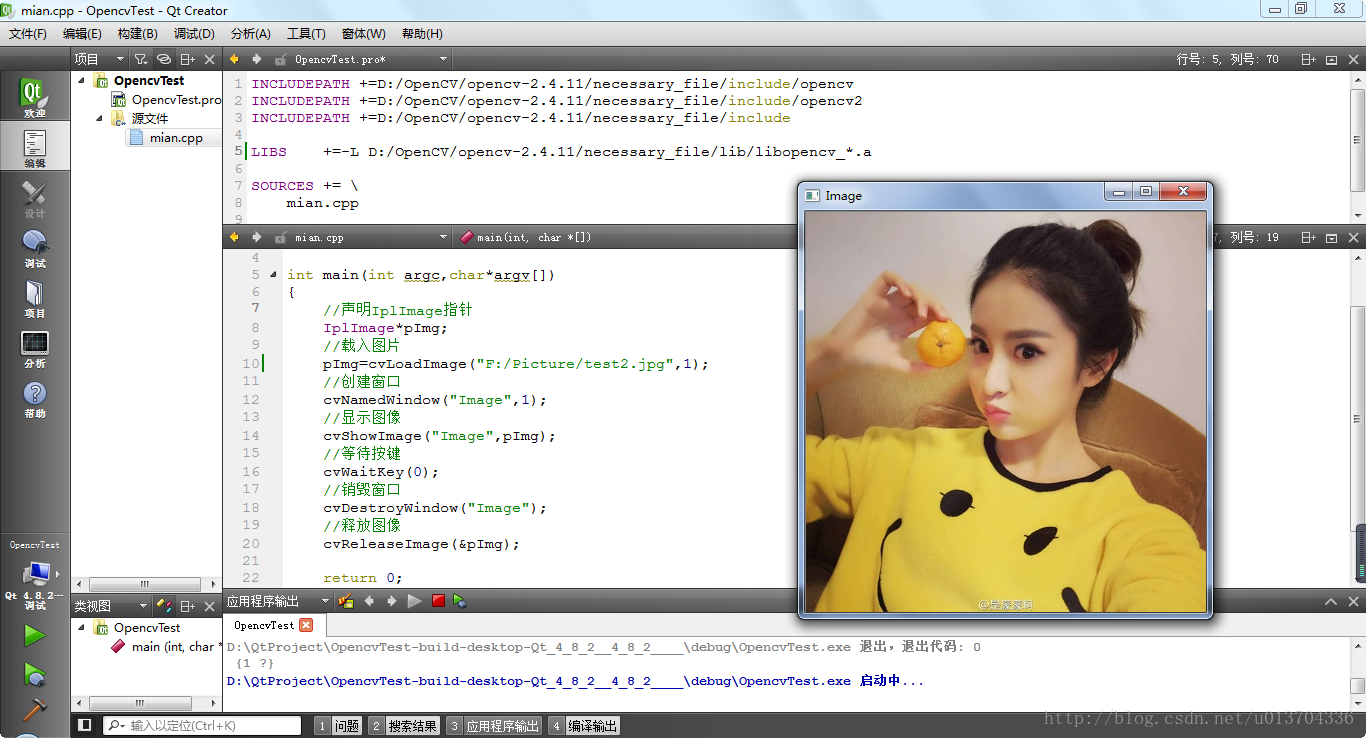 mian.cpp - OpencvTest - Qt Creator
文件(F) 编辑(E) 构建(B) 调试(D) 分析(A) 工具(T) 窗体(W) 帮助(H)
项目
OpencvTest.pro*
行号: 5, 列号: 70
Qt
欢迎
编辑
设计
调试
项目
分析
帮助
OpencvTest
Qt 4.8.2--
调试
OpencvTest
OpencvTest.pro
源文件
mian.cpp
1 INCLUDEPATH +=D:/OpenCV/opencv-2.4.11/necessary_file/include/opencv
2 INCLUDEPATH +=D:/OpenCV/opencv-2.4.11/necessary_file/include/opencv2
3 INCLUDEPATH +=D:/OpenCV/opencv-2.4.11/necessary_file/include
4
5 LIBS +=-L D:/OpenCV/opencv-2.4.11/necessary_file/lib/libopencv_*.a
6
7 SOURCES += \
8 mian.cpp
9
mian.cpp
main(int, char *[])
7, 列号: 19
4
5 int main(int argc,char*argv[])
6 {
7 //声明IplImage指针
8 IplImage*pImg;
9 //载入图片
10 pImg=cvLoadImage("F:/Picture/test2.jpg",1);
11 //创建窗口
12 cvNamedWindow("Image",1);
13 //显示图像
14 cvShowImage("Image",pImg);
15 //等待按键
16 cvWaitKey(0);
17 //销毁窗口
18 cvDestroyWindow("Image");
19 //释放图像
20 cvReleaseImage(&pImg);
21
22 return 0;
Image
类视图
OpencvTest
main (int, char *
应用程序输出
OpencvTest
D:\QtProject\OpencvTest-build-desktop-Qt_4_8_2__4_8_2____\debug\OpencvTest.exe 退出，退出代码: 0
{1 ?}
D:\QtProject\OpencvTest-build-desktop-Qt_4_8_2__4_8_2____\debug\OpencvTest.exe 启动中...
输入以定位(Ctrl+K)
1 问题 2 搜索结果 3 应用程序输出 4 编译输出
http://blog.csdn.net/u013704336